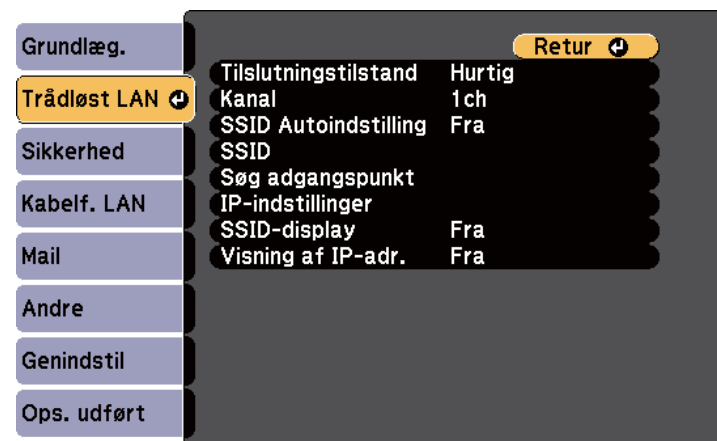 Grundlæg.
Trådløst LAN
Sikkerhed
Kabelf. LAN
Mail
Andre
Genindstil
Ops. udført
Retur
Tilslutningstilstand Hurtig
Kanal 1ch
SSID Autoindstilling Fra
SSID
Søg adgangspunkt
IP-indstillinger
SSID-display Fra
Visning af IP-adr. Fra